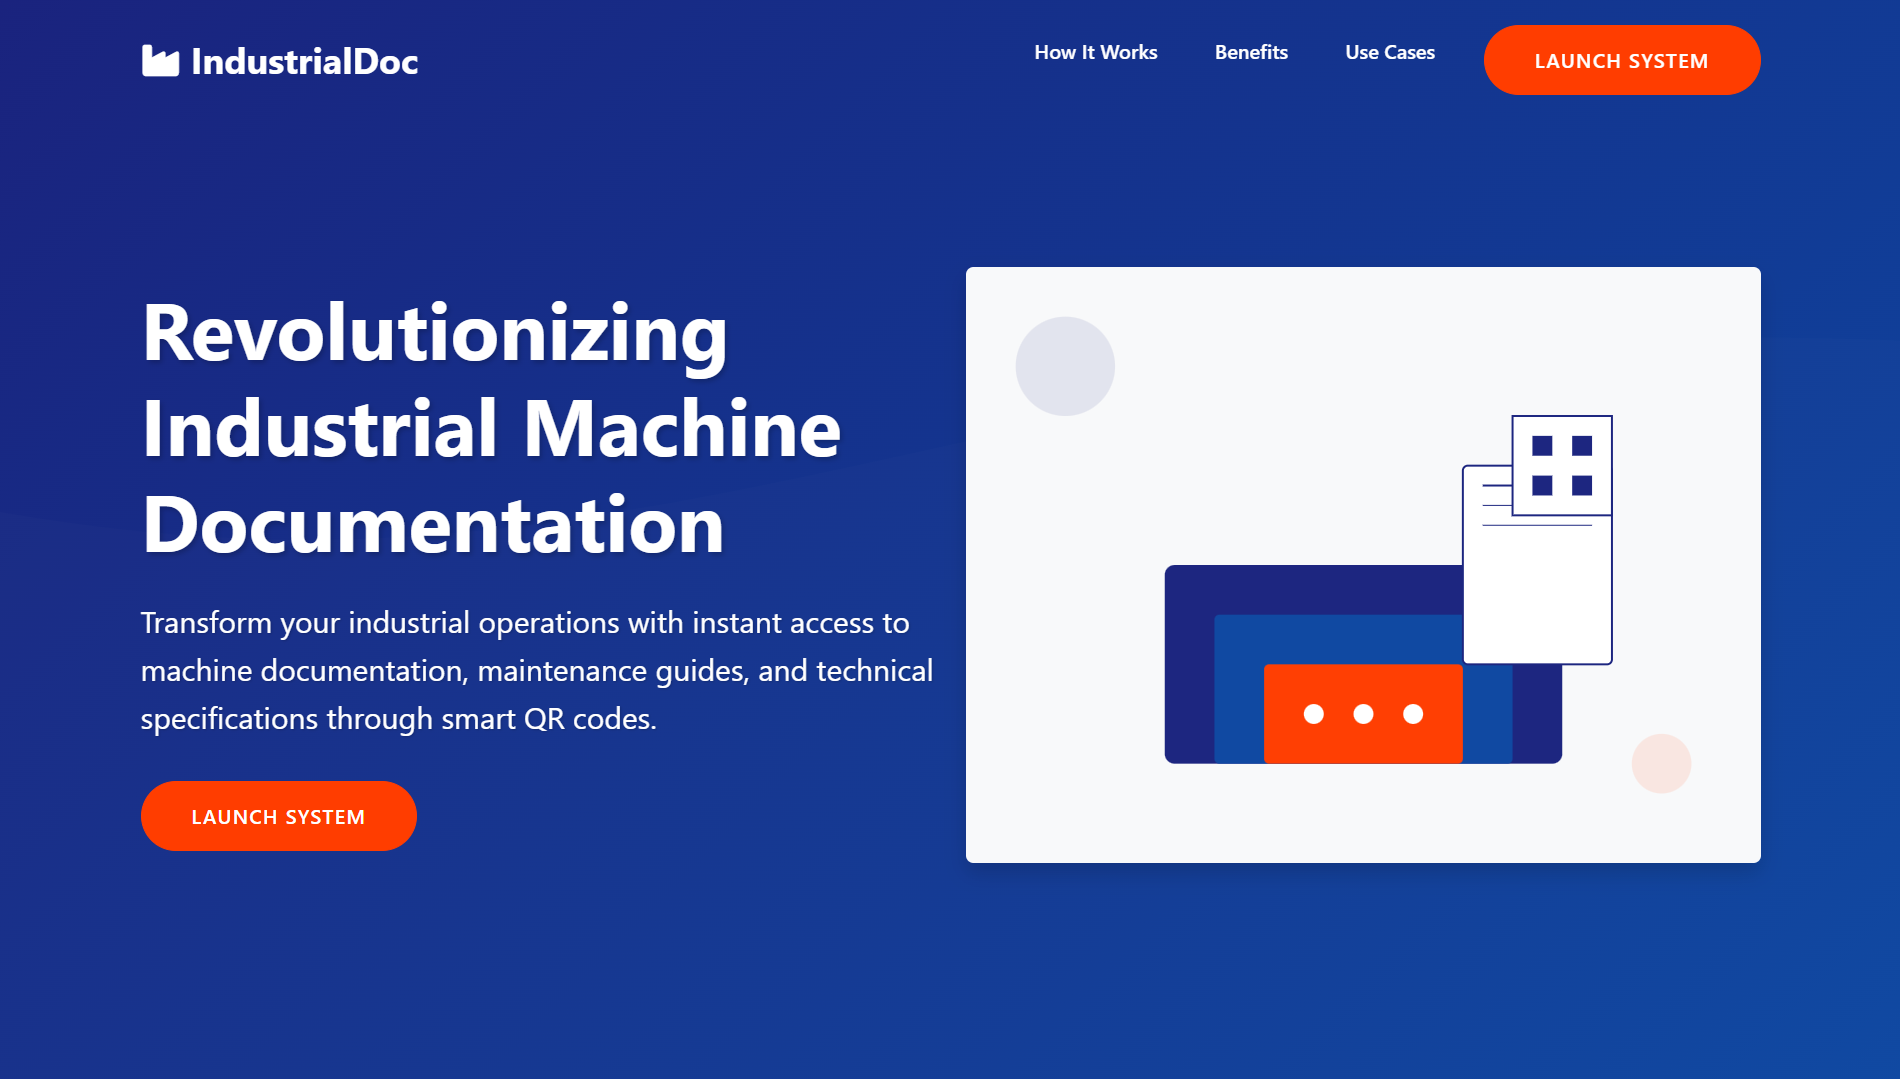 IndustrialDoc
How It Works
Benefits
Use Cases
LAUNCH SYSTEM
Revolutionizing
Industrial Machine
Documentation
Transform your industrial operations with instant access to
machine documentation, maintenance guides, and technical
specifications through smart QR codes.
LAUNCH SYSTEM